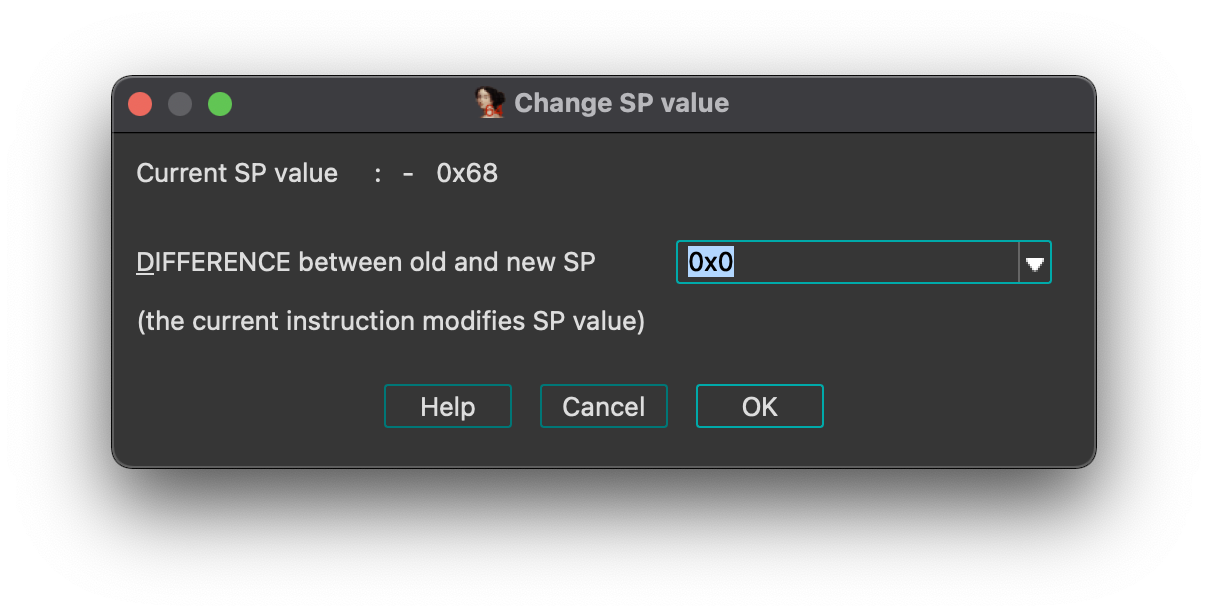 Change SP value
Current SP value : - 0x68
DIFFERENCE between old and new SP 0x0
(the current instruction modifies SP value)
Help Cancel OK